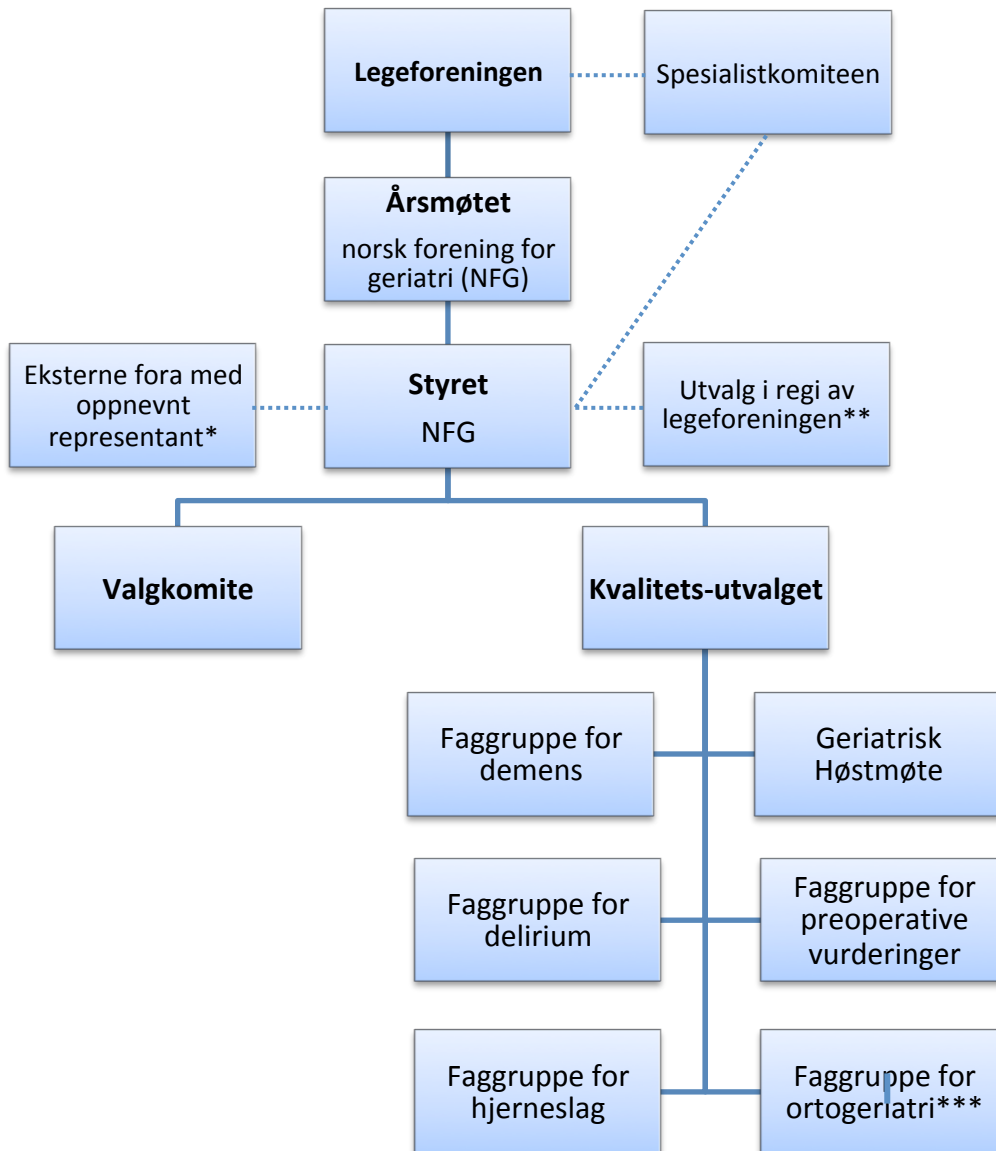 Legeforeningen
Spesialistkomiteen
Årsmøtet
norsk forening for
geriatri (NFG)
Eksterne fora med
oppnevnt
representant*
Styret
NFG
Utvalg i regi av
legeforeningen**
Valgkomite
Kvalitets-utvalget
Faggruppe for
demens
Geriatrisk
Høstmøte
Faggruppe for
delirium
Faggruppe for
preoperative
vurderinger
Faggruppe for
hjerneslag
Faggruppe for
ortogeriatri***